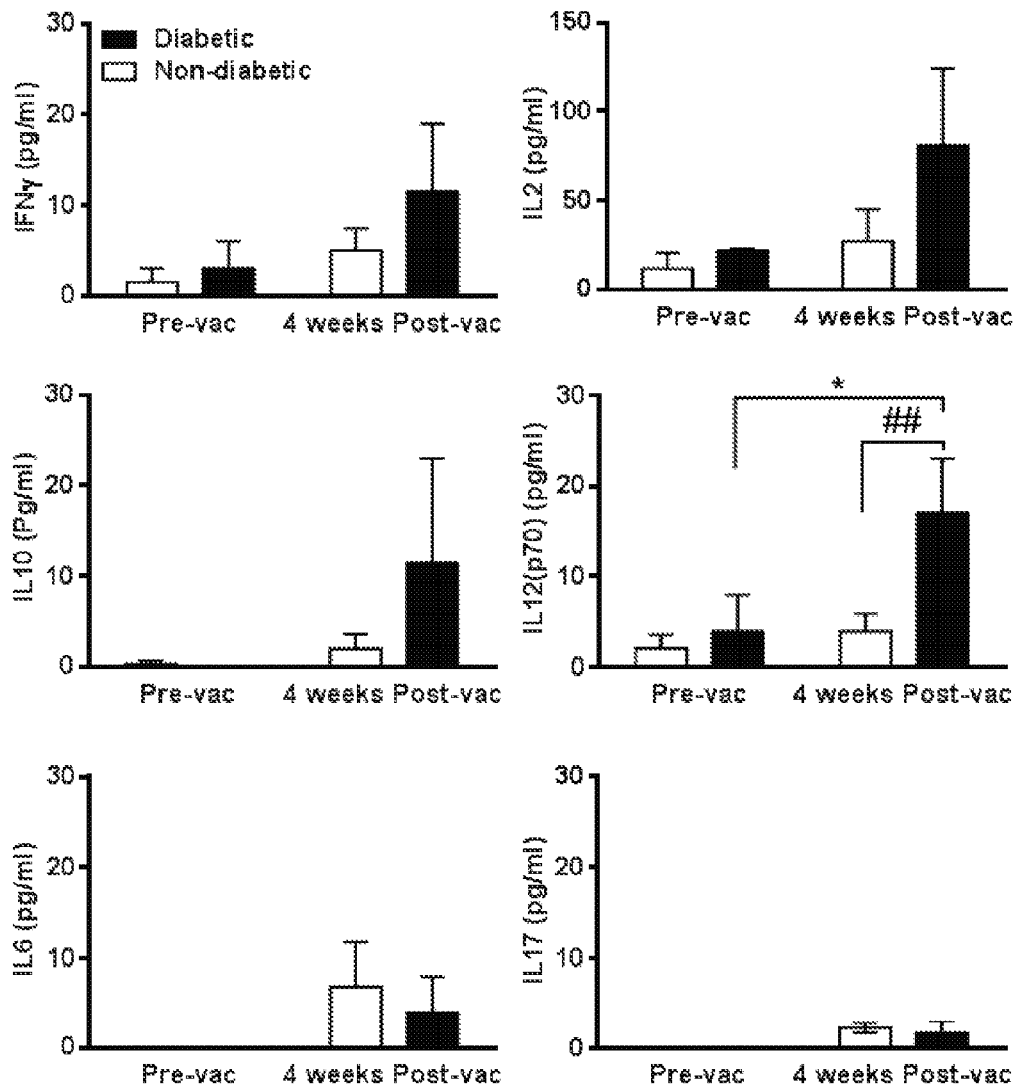 Diabetic
Non-diabetic
IFNγ (pg/ml)
30
20
10
0
Pre-vac 4 weeks Post-vac
IL2 (pg/ml)
150
100
50
0
Pre-vac 4 weeks Post-vac
IL10 (Pg/ml)
30
20
10
0
Pre-vac 4 weeks Post-vac
IL12(p70) (pg/ml)
30
20
10
0
*
##
Pre-vac 4 weeks Post-vac
IL6 (pg/ml)
30
20
10
0
Pre-vac 4 weeks Post-vac
IL17 (pg/ml)
30
20
10
0
Pre-vac 4 weeks Post-vac